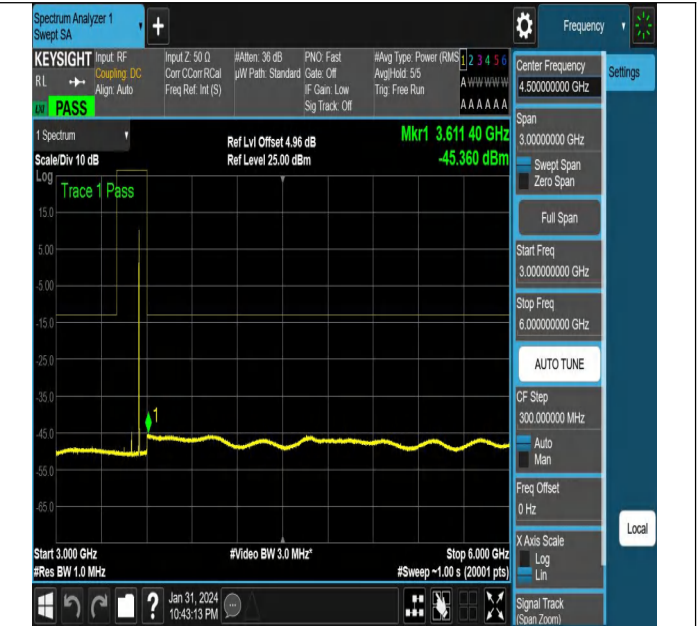 Spectrum Analyzer 1
Swept SA
Frequency
KEYSIGHT
Input: RF
Input Z: 50 Ω
#Atten: 36 dB
PNO: Fast
#Avg Type: Power (RMS
1 2 3 4 5 6
RL
Coupling: DC
Corr CCorr RCal
µW Path: Standard
Gate: Off
Avg|Hold: 5/5
A W W W W W
Align: Auto
Freq Ref: Int (S)
IF Gain: Low
Trig: Free Run
Sig Track: Off
A A A A A A
LXI
PASS
1 Spectrum
Ref Lvl Offset 4.96 dB
Mkr1 3.611 40 GHz
Scale/Div 10 dB
Ref Level 25.00 dBm
-45.360 dBm
Log
Trace 1 Pass
15.0
5.00
-5.00
-15.0
-25.0
-35.0
-45.0
-55.0
-65.0
1
Start 3.000 GHz
#Video BW 3.0 MHz*
Stop 6.000 GHz
#Res BW 1.0 MHz
#Sweep ~1.00 s (20001 pts)
Jan 31, 2024
10:43:13 PM
Center Frequency
4.500000000 GHz
Settings
Span
3.00000000 GHz
Swept Span
Zero Span
Full Span
Start Freq
3.000000000 GHz
Stop Freq
6.000000000 GHz
AUTO TUNE
CF Step
300.000000 MHz
Auto
Man
Freq Offset
0 Hz
X Axis Scale
Log
Lin
Local
Signal Track
(Span Zoom)